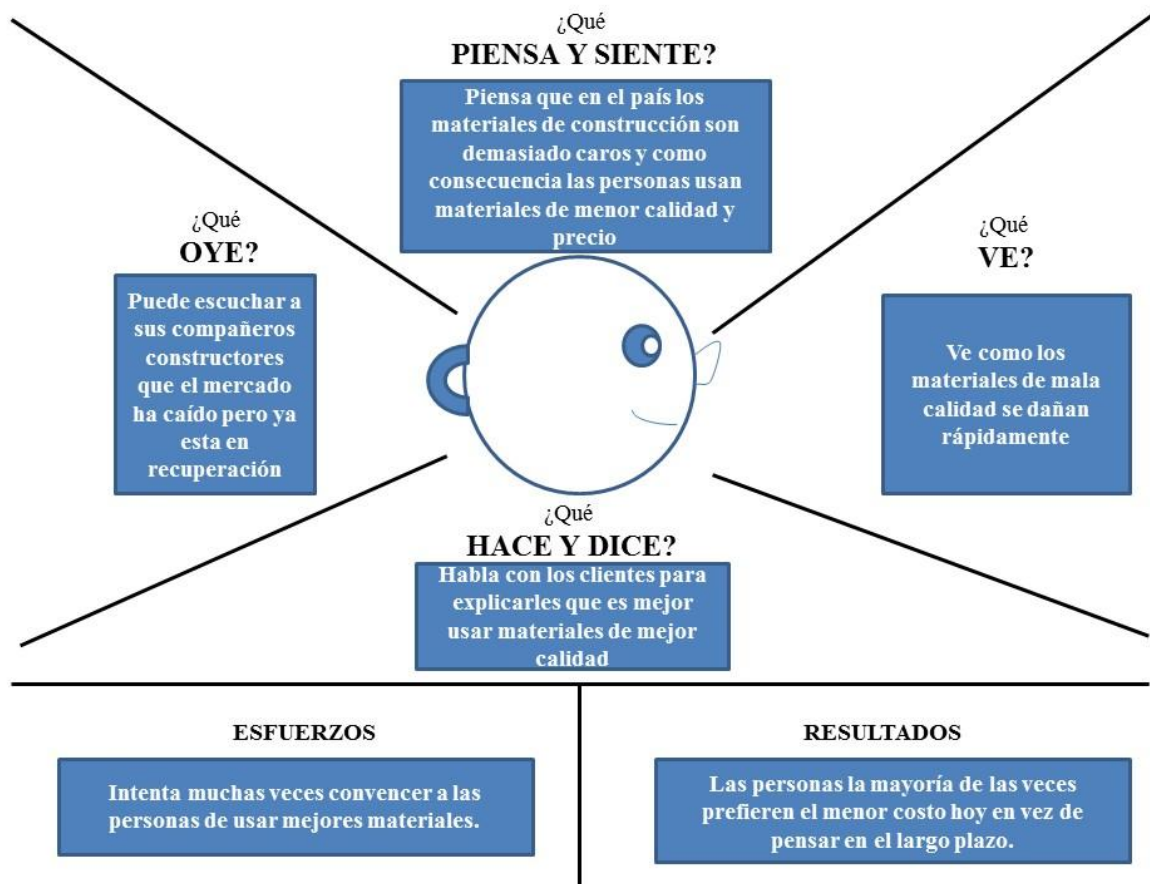 ¿Qué
PIENSA Y SIENTE?
Piensa que en el país los
materiales de construcción son
demasiado caros y como
consecuencia las personas usan
materiales de menor calidad y
precio
¿Qué
OYE?
Puede escuchar a
sus compañeros
constructores
que el mercado
ha caído pero ya
esta en
recuperación
¿Qué
VE?
Ve como los
materiales de mala
calidad se dañan
rápidamente
¿Qué
HACE Y DICE?
Habla con los clientes para
explicarles que es mejor
usar materiales de mejor
calidad
ESFUERZOS
Intenta muchas veces convencer a las
personas de usar mejores materiales.
RESULTADOS
Las personas la mayoría de las veces
prefieren el menor costo hoy en vez de
pensar en el largo plazo.